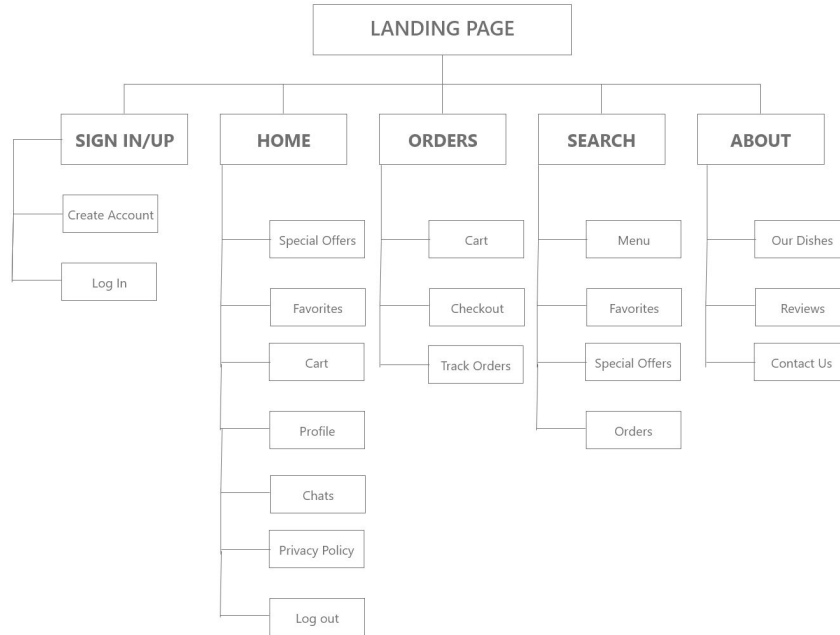 LANDING PAGE
SIGN IN/UP
HOME
ORDERS
SEARCH
ABOUT
Create Account
Log In
Special Offers
Favorites
Cart
Profile
Chats
Privacy Policy
Log out
Cart
Checkout
Track Orders
Menu
Favorites
Special Offers
Orders
Our Dishes
Reviews
Contact Us